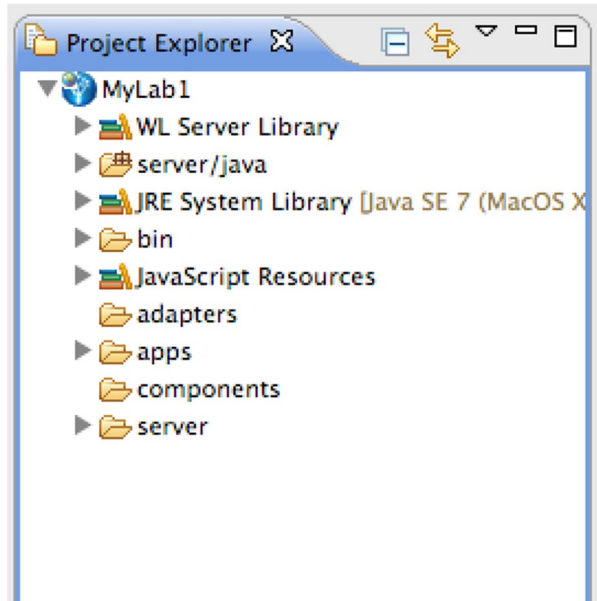 Project Explorer
MyLab1
WL Server Library
server/java
JRE System Library [Java SE 7 (MacOS X
bin
JavaScript Resources
adapters
apps
components
server